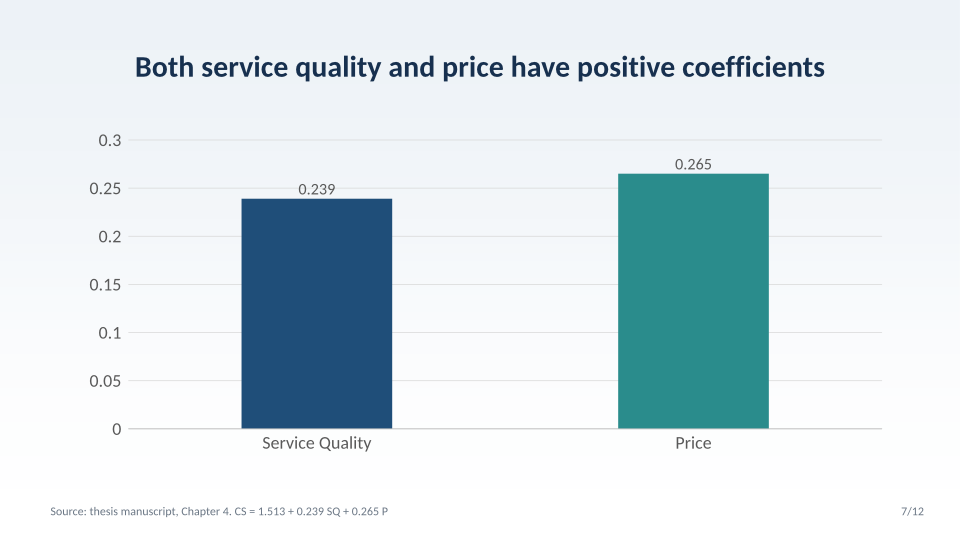 Both service quality and price have positive coefficients
0.3
0.25
0.2
0.15
0.1
0.05
0
0.239
0.265
Service Quality
Price
Source: thesis manuscript, Chapter 4. CS = 1.513 + 0.239 SQ + 0.265 P
7/12